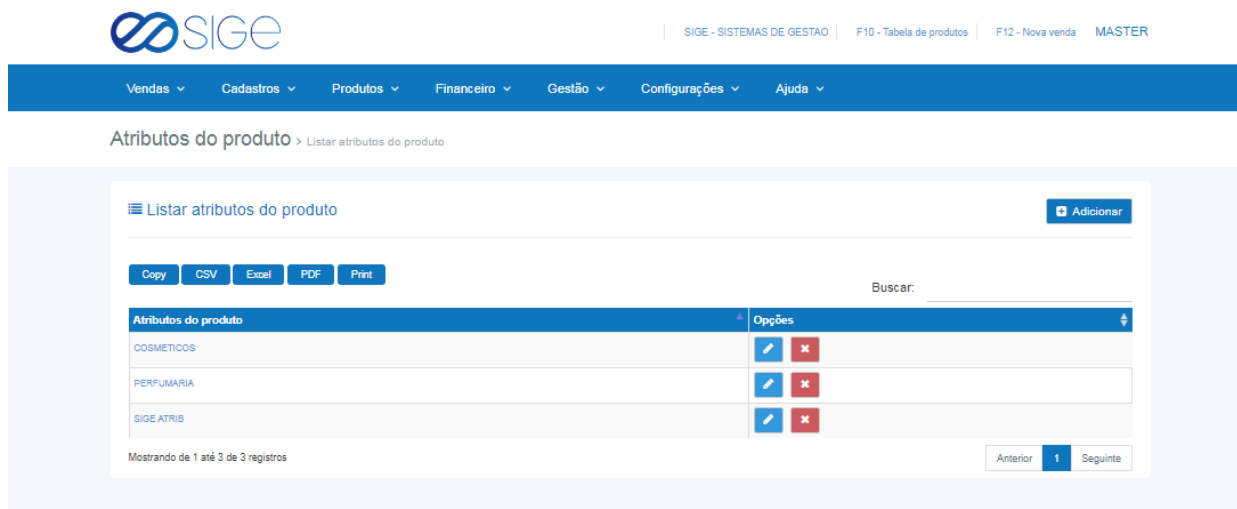 SIGE
SIGE - SISTEMAS DE GESTAO F10 - Tabela de produtos F12 - Nova venda MASTER
Vendas Cadastros Produtos Financeiro Gestão Configurações Ajuda
Atributos do produto > Listar atributos do produto
Listar atributos do produto
Adicionar
Copy CSV Excel PDF Print
Buscar:
Atributos do produto Opções
COSMETICOS
PERFUMARIA
SIGE ATRIB
Mostrando de 1 até 3 de 3 registros
Anterior 1 Seguinte